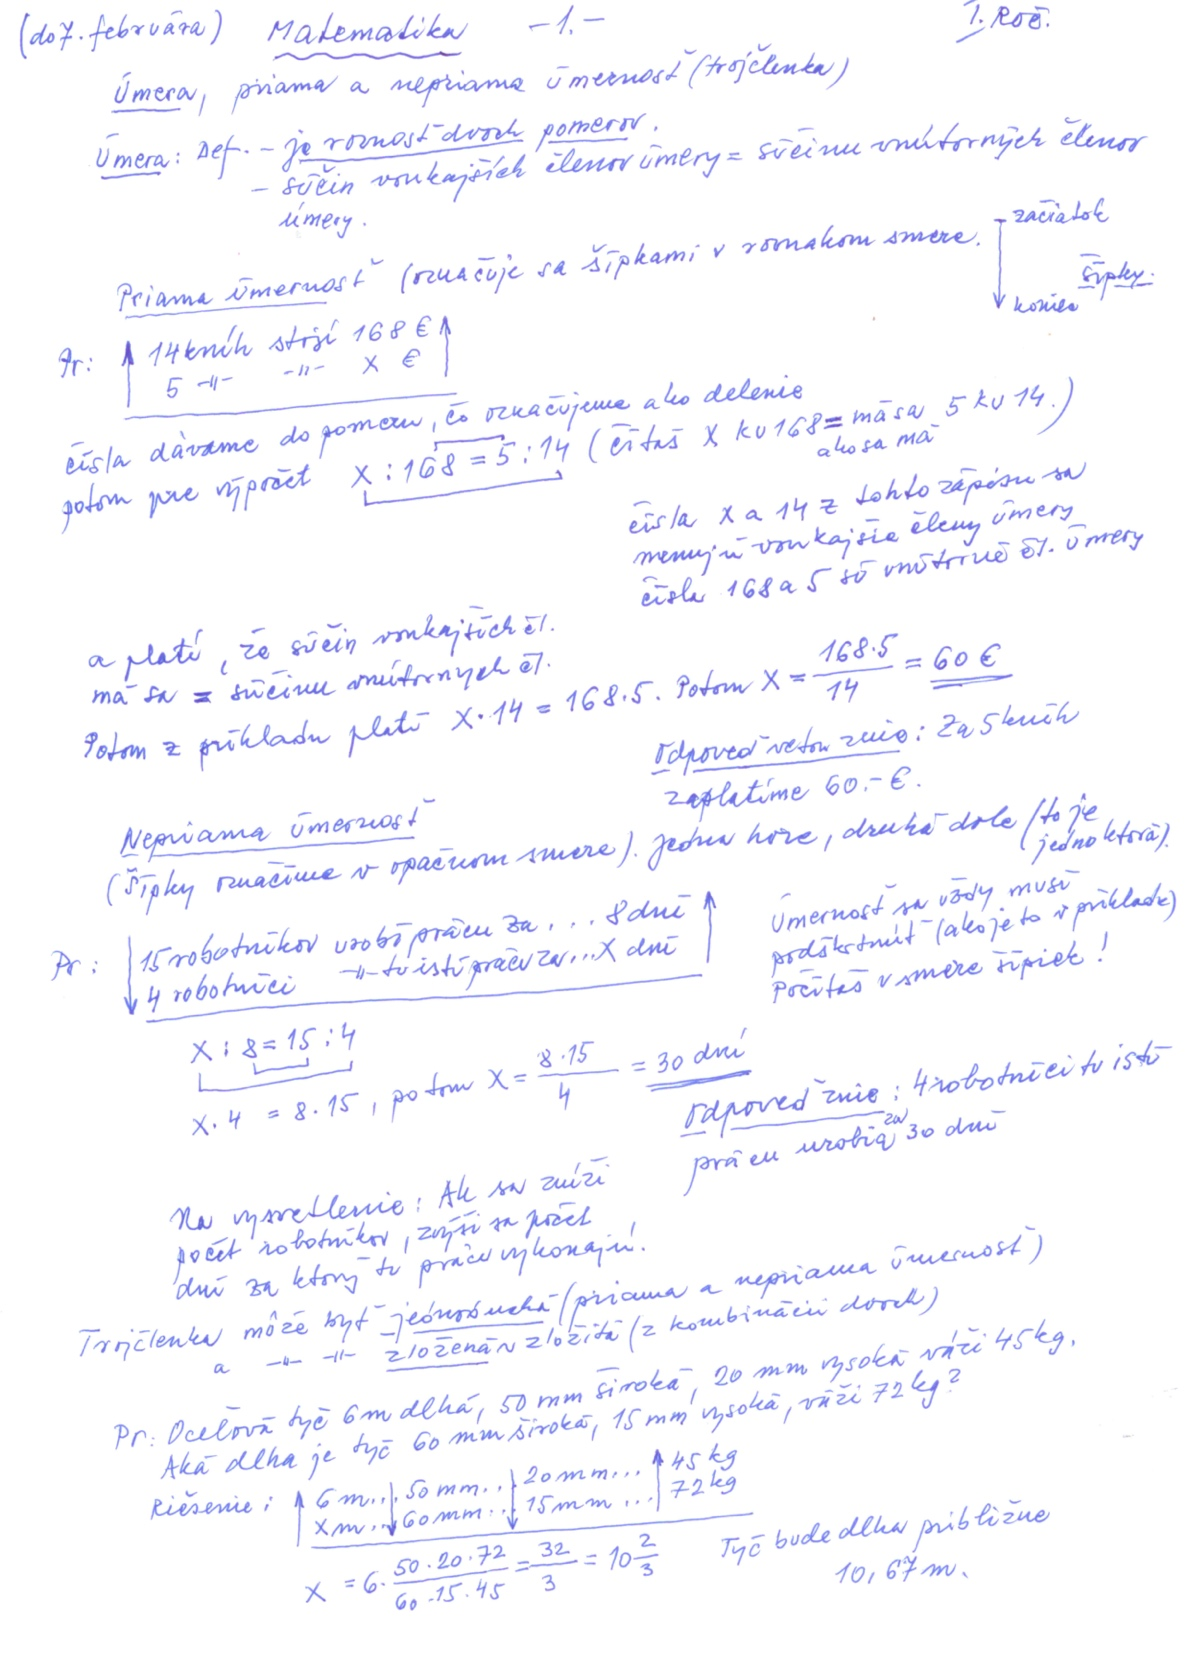 (do 7. februára) Matematika -1.- I. Roč.
Úmera, priama a nepriama úmernosť (trojčlenka)
Úmera: Def. - je rovnosť dvoch pomerov.
- súčin vonkajších členov úmery = súčinu vnútorných členov
úmery.
Priama úmernosť (označuje sa šípkami v rovnakom smere.
začiatok
šípky.
koniec
Pr: 14 kníh stojí 168 €
5 -"- -"- x €
čísla dávame do pomeru, čo označujeme ako delenie
potom pre výpočet x : 168 = 5 : 14 (čítaš x ku 168 = má sa 5 ku 14.)
ako sa má
čísla x a 14 z tohto zápisu sa
menujú vonkajšie členy úmery
čísla 168 a 5 sú vnútorné čl. úmery
a platí, že súčin vonkajších čl.
má sa = súčinu vnútorných čl.
Potom z príkladu platí x · 14 = 168 · 5. Potom x = 168·5 / 14 = 60 €
Odpoveď vetou znie: Za 5 kníh
zaplatíme 60.- €.
Nepriama úmernosť
(šípky označíme v opačnom smere). Jedna hore, druhá dole (to je
jedno ktorá).
Pr: 15 robotníkov urobí prácu za ... 8 dní
4 robotníci -"- tú istú prácu za ... x dní
Úmernosť sa vždy musí
podškrtnúť (ako je to v príklade)
Počítaš v smere šípiek!
x : 8 = 15 : 4
x · 4 = 8 · 15, potom x = 8·15 / 4 = 30 dní
Odpoveď znie: 4 robotníci tú istú
prácu urobia za 30 dní
Na vysvetlenie: Ak sa zníži
počet robotníkov, zvýši sa počet
dní za ktorý tú prácu vykonajú.
Trojčlenka môže byť jednoduchá (priama a nepriama úmernosť)
a -"- -"- zložená ~ zložitá (z kombinácií dvoch)
Pr: Oceľová tyč 6 m dlhá, 50 mm široká, 20 mm vysoká váži 45 kg.
Aká dlhá je tyč 60 mm široká, 15 mm vysoká, váži 72 kg?
Riešenie: 6 m.. 50 mm.. 20 mm... 45 kg
x m.. 60 mm.. 15 mm... 72 kg
x = 6 · 50·20·72 / 60·15·45 = 32/3 = 10 2/3
Tyč bude dlhá približne
10,67 m.